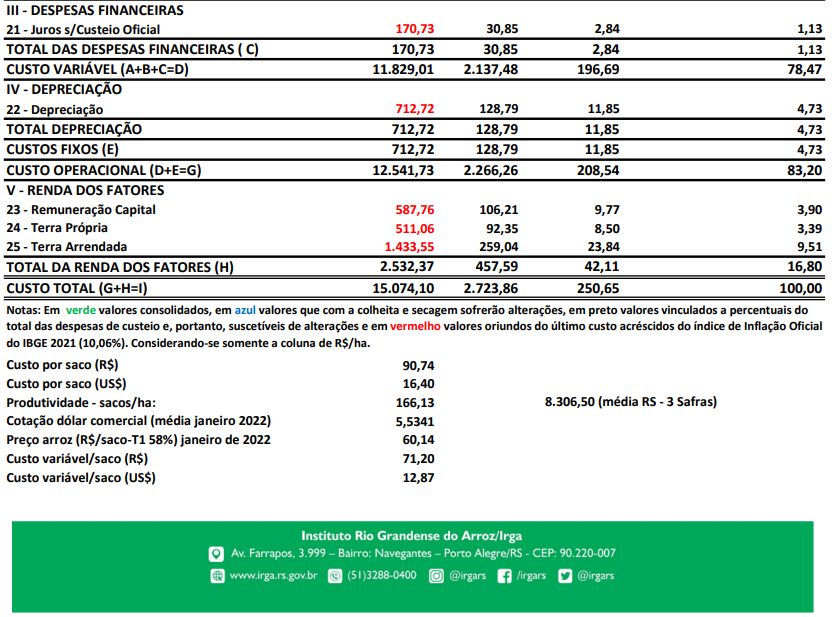 III - DESPESAS FINANCEIRAS
21 - Juros s/Custeio Oficial 170,73 30,85 2,84 1,13
TOTAL DAS DESPESAS FINANCEIRAS ( C) 170,73 30,85 2,84 1,13
CUSTO VARIÁVEL (A+B+C=D) 11.829,01 2.137,48 196,69 78,47
IV - DEPRECIAÇÃO
22 - Depreciação 712,72 128,79 11,85 4,73
TOTAL DEPRECIAÇÃO 712,72 128,79 11,85 4,73
CUSTOS FIXOS (E) 712,72 128,79 11,85 4,73
CUSTO OPERACIONAL (D+E=G) 12.541,73 2.266,26 208,54 83,20
V - RENDA DOS FATORES
23 - Remuneração Capital 587,76 106,21 9,77 3,90
24 - Terra Própria 511,06 92,35 8,50 3,39
25 - Terra Arrendada 1.433,55 259,04 23,84 9,51
TOTAL DA RENDA DOS FATORES (H) 2.532,37 457,59 42,11 16,80
CUSTO TOTAL (G+H=I) 15.074,10 2.723,86 250,65 100,00
Notas: Em verde valores consolidados, em azul valores que com a colheita e secagem sofrerão alterações, em preto valores vinculados a percentuais do
total das despesas de custeio e, portanto, suscetíveis de alterações e em vermelho valores oriundos do último custo acréscidos do índice de Inflação Oficial
do IBGE 2021 (10,06%). Considerando-se somente a coluna de R$/ha.
Custo por saco (R$) 90,74
Custo por saco (US$) 16,40
Produtividade - sacos/ha: 166,13 8.306,50 (média RS - 3 Safras)
Cotação dólar comercial (média janeiro 2022) 5,5341
Preço arroz (R$/saco-T1 58%) janeiro de 2022 60,14
Custo variável/saco (R$) 71,20
Custo variável/saco (US$) 12,87
Instituto Rio Grandense do Arroz/Irga
Av. Farrapos, 3.999 – Bairro: Navegantes – Porto Alegre/RS - CEP: 90.220-007
www.irga.rs.gov.br (51)3288-0400 @irgars /irgars @irgars